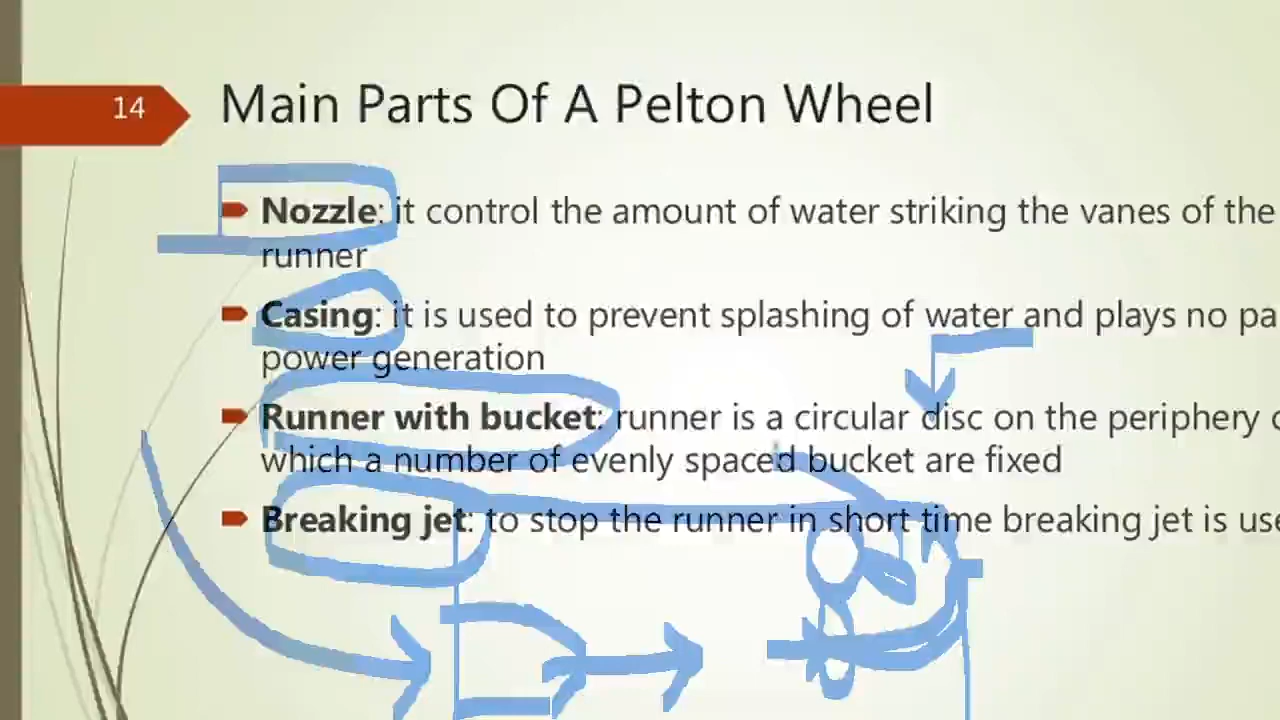 14
Main Parts Of A Pelton Wheel
Nozzle: it control the amount of water striking the vanes of the
runner
Casing: it is used to prevent splashing of water and plays no pa
power generation
Runner with bucket: runner is a circular disc on the periphery
which a number of evenly spaced bucket are fixed
Breaking jet: to stop the runner in short time breaking jet is use